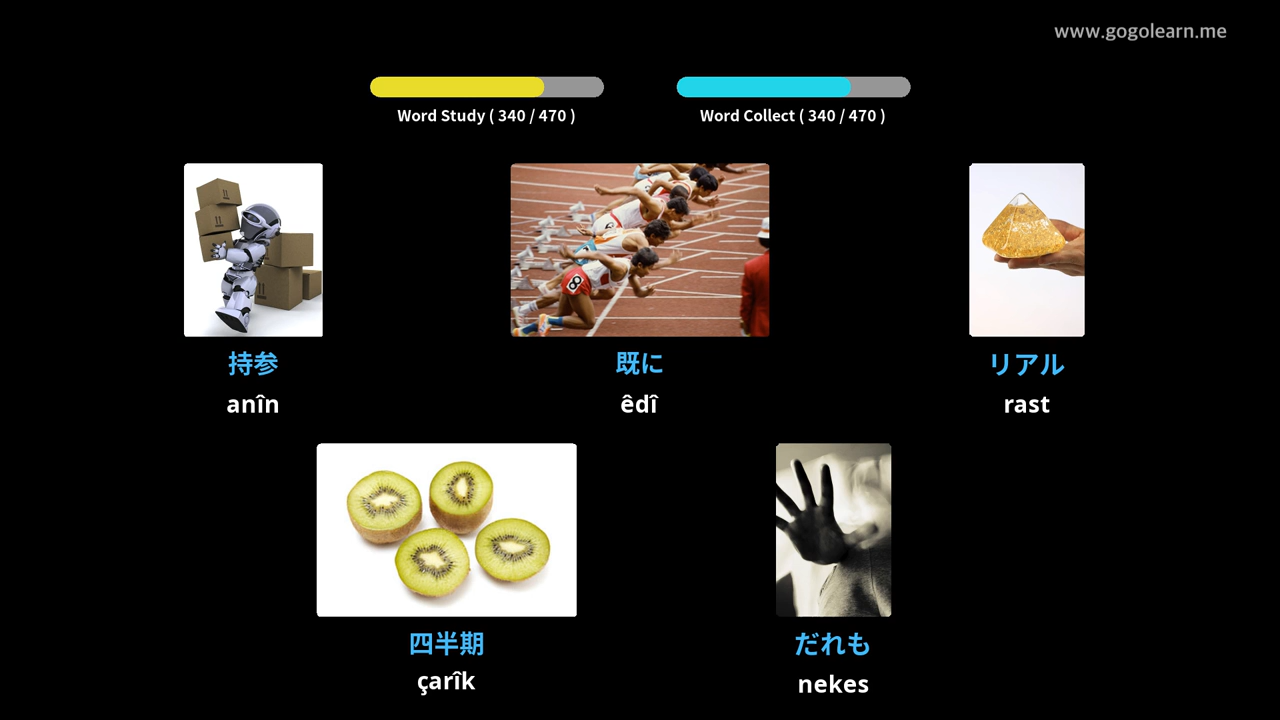 www.gogolearn.me
Word Study ( 340 / 470 )
Word Collect ( 340 / 470 )
持参
anîn
既に
êdî
リアル
rast
四半期
çarîk
だれも
nekes